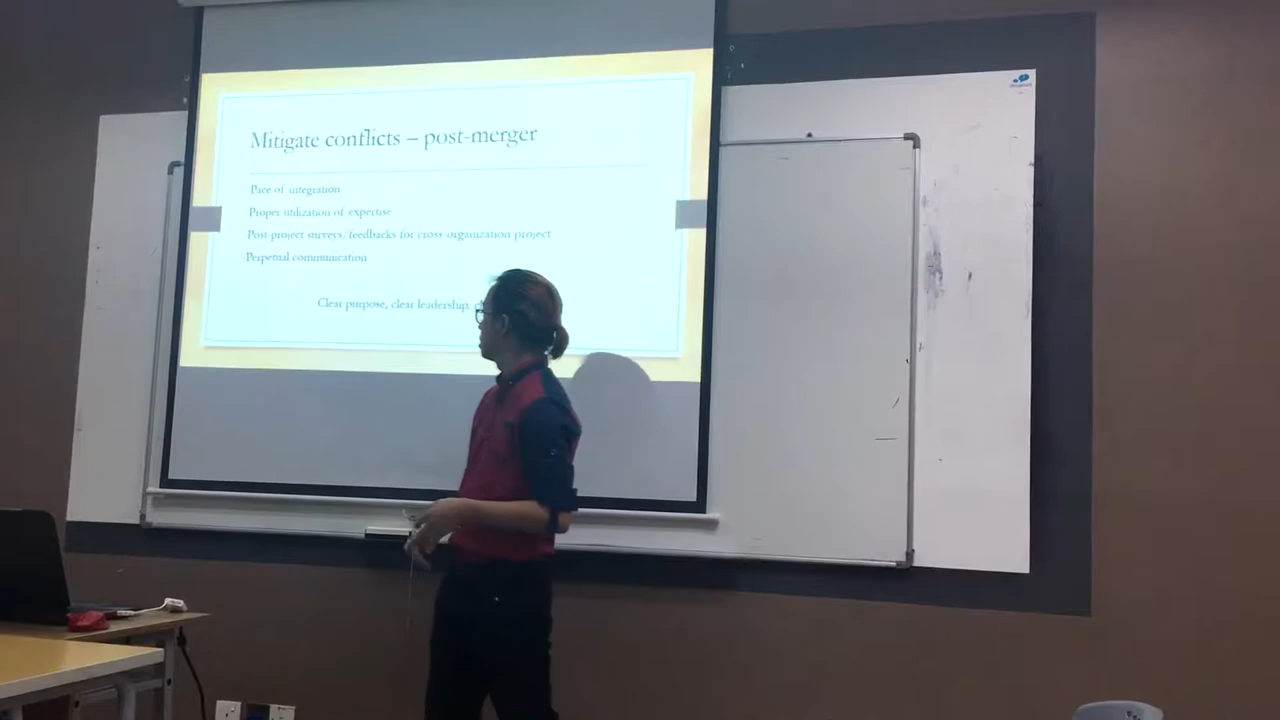 Mitigate conflicts – post-merger
Pace of integration
Proper utilization of expertise
Post-project surveys/feedbacks for cross-organization project
Perpetual communication
Clear purpose, clear leadership,